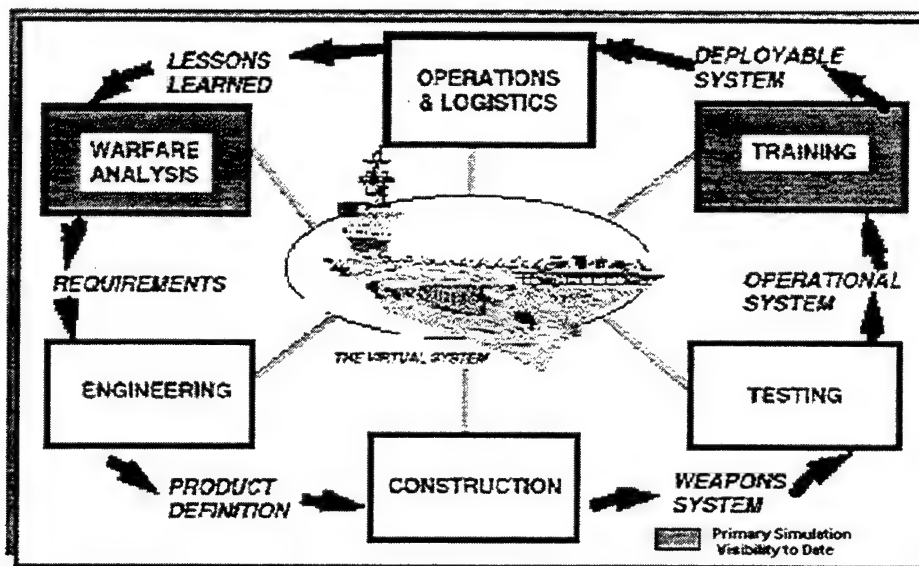 LESSONS
LEARNED
OPERATIONS
& LOGISTICS
DEPLOYABLE
SYSTEM
WARFARE
ANALYSIS
TRAINING
REQUIREMENTS
OPERATIONAL
SYSTEM
THE VIRTUAL SYSTEM
ENGINEERING
TESTING
PRODUCT
DEFINITION
CONSTRUCTION
WEAPONS
SYSTEM
Primary Simulation
Visibility to Date